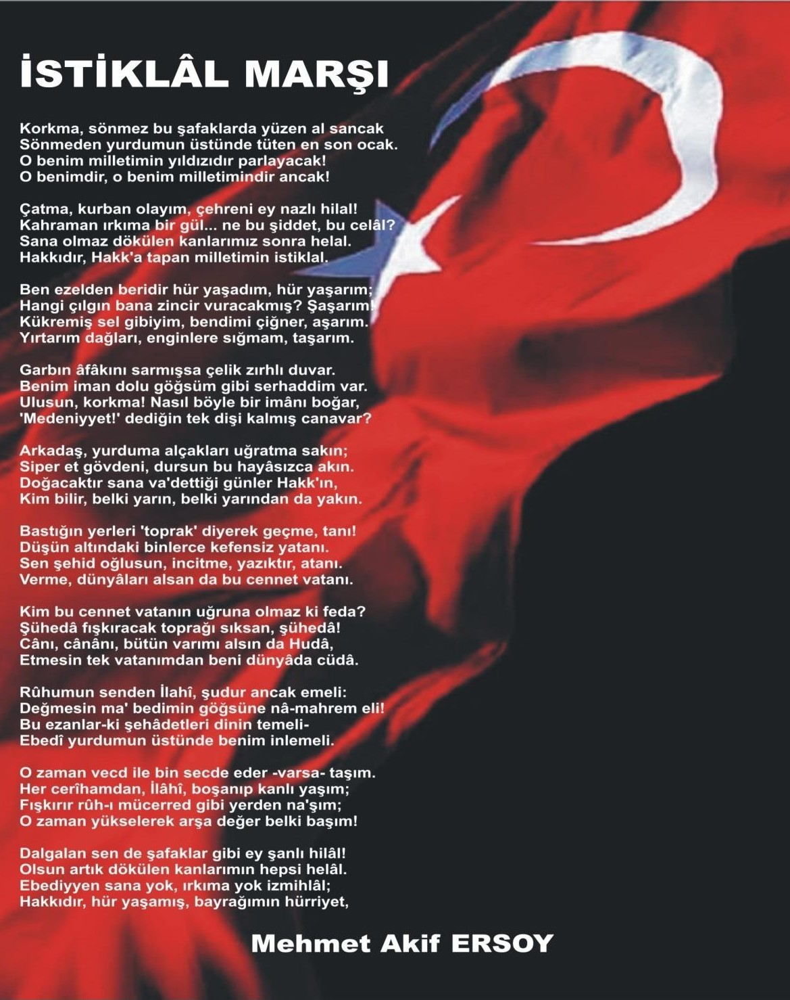 İSTİKLÂL MARŞI
Korkma, sönmez bu şafaklarda yüzen al sancak
Sönmeden yurdumun üstünde tüten en son ocak.
O benim milletimin yıldızıdır parlayacak!
O benimdir, o benim milletimindir ancak!
Çatma, kurban olayım, çehreni ey nazlı hilal!
Kahraman ırkıma bir gül... ne bu şiddet, bu celâl?
Sana olmaz dökülen kanlarımız sonra helal.
Hakkıdır, Hakk'a tapan milletimin istiklal.
Ben ezelden beridir hür yaşadım, hür yaşarım;
Hangi çılgın bana zincir vuracakmış? Şaşarım!
Kükremiş sel gibiyim, bendimi çiğner, aşarım.
Yırtarım dağları, enginlere sığmam, taşarım.
Garbın âfâkını sarmışsa çelik zırhlı duvar.
Benim iman dolu göğsüm gibi serhaddim var.
Ulusun, korkma! Nasıl böyle bir imânı boğar,
'Medeniyyet!' dediğin tek dişi kalmış canavar?
Arkadaş, yurduma alçakları uğratma sakın;
Siper et gövdeni, dursun bu hayâsızca akın.
Doğacaktır sana va'dettiği günler Hakk'ın,
Kim bilir, belki yarın, belki yarından da yakın.
Bastığın yerleri 'toprak' diyerek geçme, tanı!
Düşün altındaki binlerce kefensiz yatanı.
Sen şehid oğlusun, incitme, yazıktır, atanı.
Verme, dünyâları alsan da bu cennet vatanı.
Kim bu cennet vatanın uğruna olmaz ki feda?
Şühedâ fışkıracak toprağı sıksan, şühedâ!
Cânı, cânânı, bütün varımı alsın da Hudâ,
Etmesin tek vatanımdan beni dünyâda cüdâ.
Rûhumun senden İlahî, şudur ancak emeli:
Değmesin ma' bedimin göğsüne nâ-mahrem eli!
Bu ezanlar-ki şehâdetleri dinin temeli-
Ebedî yurdumun üstünde benim inlemeli.
O zaman vecd ile bin secde eder -varsa- taşım.
Her cerîhamdan, İlâhî, boşanıp kanlı yaşım;
Fışkırır rûh-ı mücerred gibi yerden na'şım;
O zaman yükselerek arşa değer belki başım!
Dalgalan sen de şafaklar gibi ey şanlı hilâl!
Olsun artık dökülen kanlarımın hepsi helâl.
Ebediyyen sana yok, ırkıma yok izmihlâl;
Hakkıdır, hür yaşamış, bayrağımın hürriyet,
Mehmet Akif ERSOY